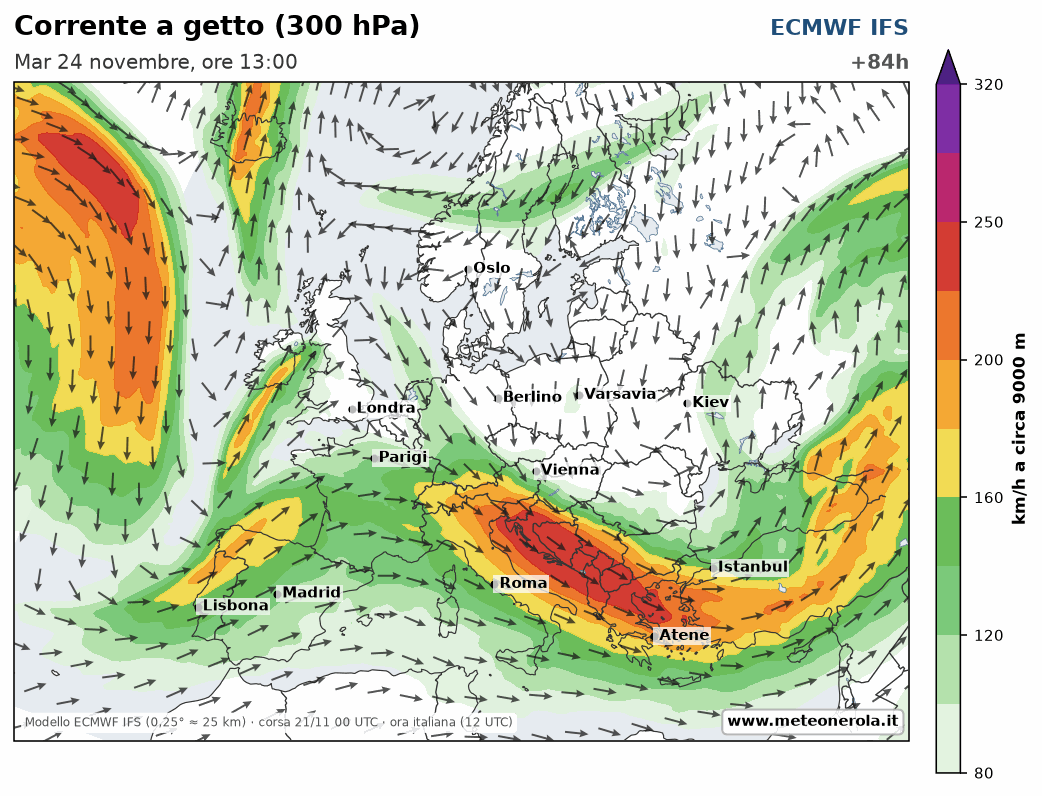 Corrente a getto (300 hPa)
ECMWF IFS
Mar 24 novembre, ore 13:00
+84h
320
250
200
160
120
80
km/h a circa 9000 m
Oslo
Berlino
Varsavia
Kiev
Londra
Parigi
Vienna
Istanbul
Roma
Madrid
Lisbona
Atene
Modello ECMWF IFS (0,25° ≈ 25 km) · corsa 21/11 00 UTC · ora italiana (12 UTC)
www.meteonerola.it